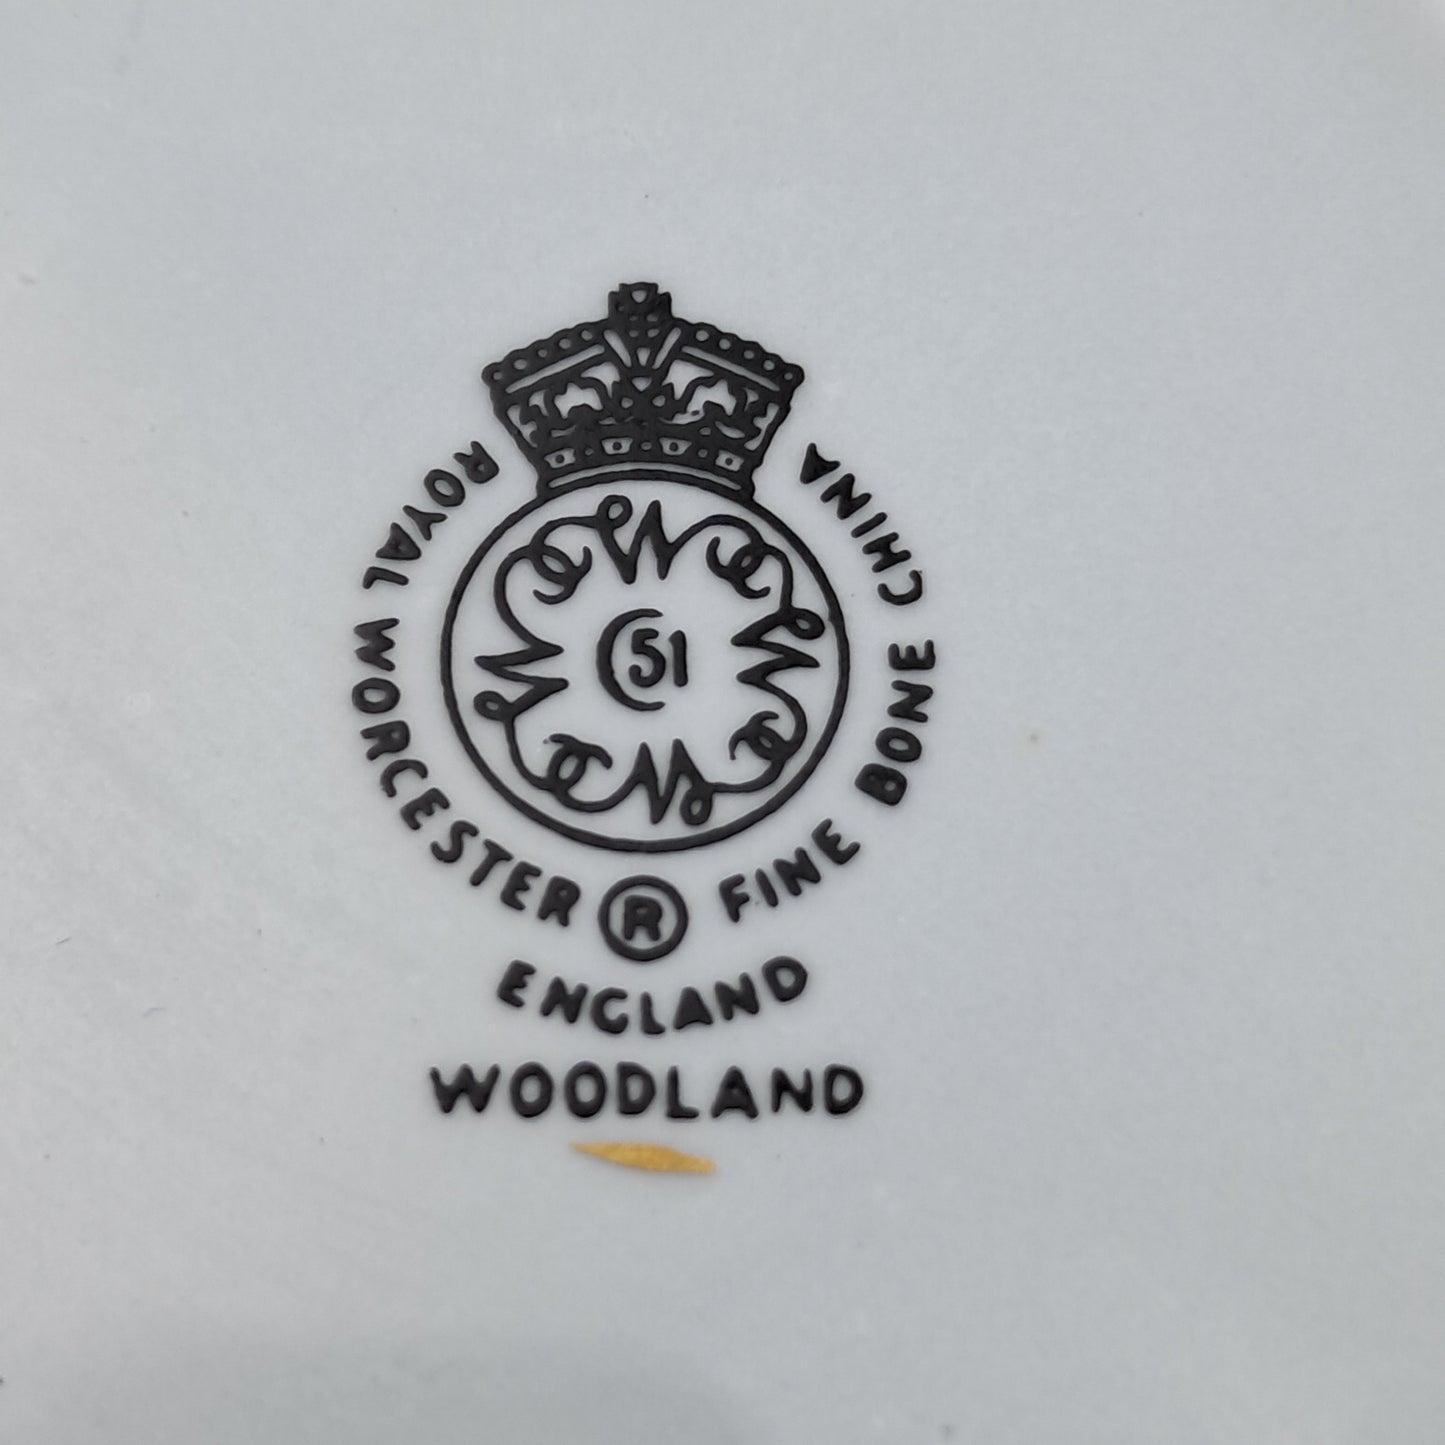 51
ROYAL WORCESTER ® FINE BONE CHINA
ENGLAND
WOODLAND